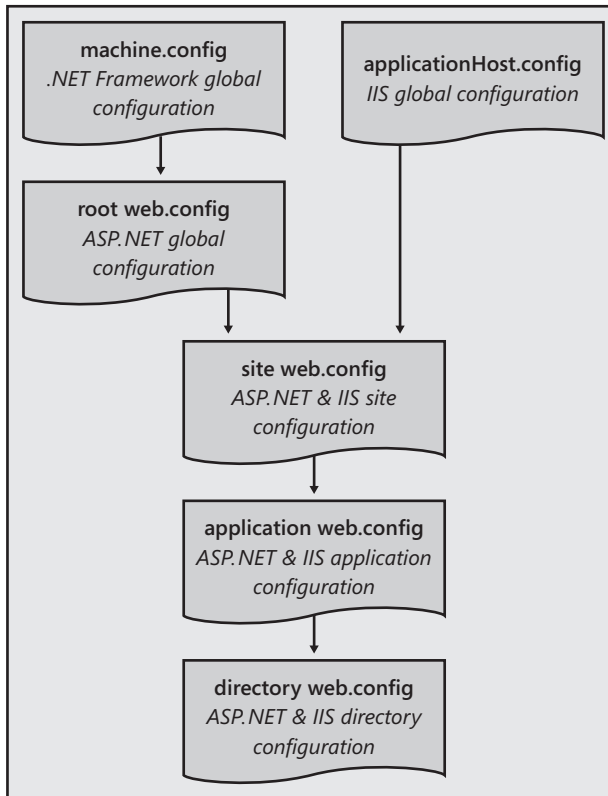 machine.config
.NET Framework global
configuration
applicationHost.config
IIS global configuration
root web.config
ASP.NET global
configuration
site web.config
ASP.NET & IIS site
configuration
application web.config
ASP.NET & IIS application
configuration
directory web.config
ASP.NET & IIS directory
configuration